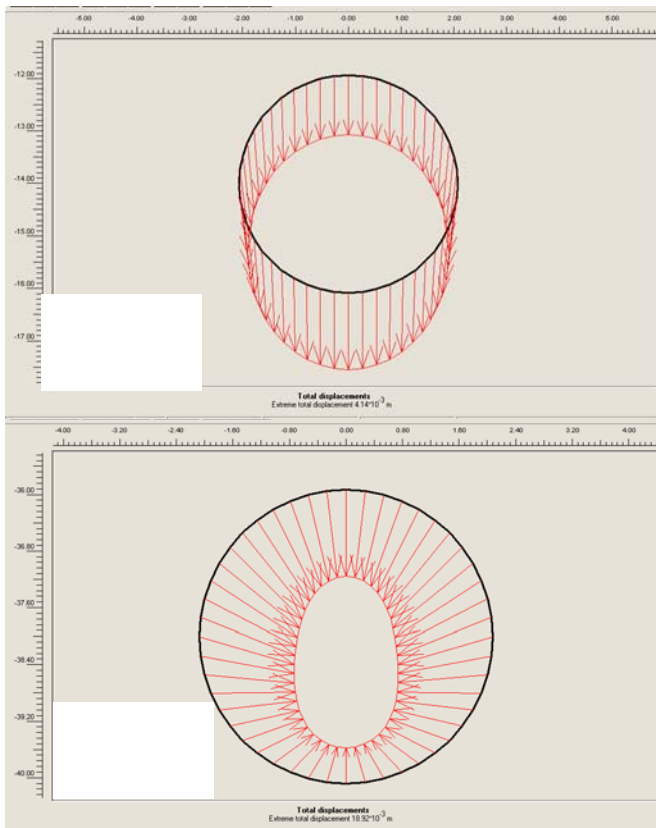 -6.00 -5.00 -4.00 -3.00 -2.00 -1.00 -0.00 1.00 2.00 3.00 4.00 5.00 6.00
-12.00
-13.00
-14.00
-15.00
-16.00
-17.00
Total displacements
Extreme total displacement 4.14*10-3 m
-4.00 -3.20 -2.40 -1.60 -0.80 0.00 0.80 1.60 2.40 3.20 4.00
-36.00
-36.80
-37.60
-38.40
-39.20
-40.00
Total displacements
Extreme total displacement 18.92*10-3 m